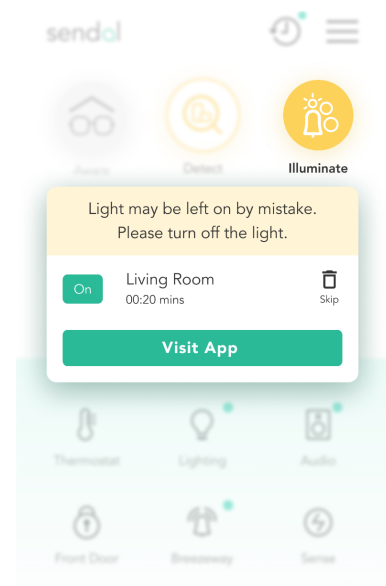 sendal
Aware
Detect
Illuminate
Light may be left on by mistake.
Please turn off the light.
On
Living Room
00:20 mins
Skip
Visit App
Thermostat
Lighting
Audio
Front Door
Breezeway
Sense